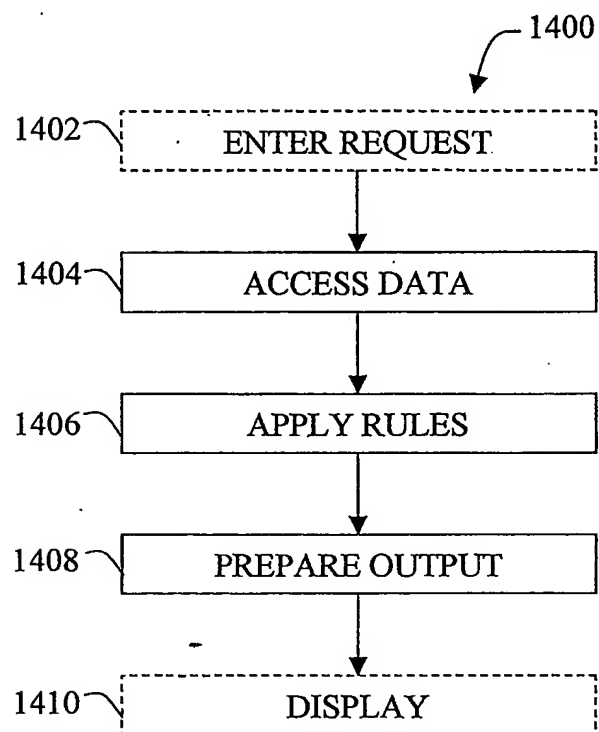 1400
1402 ENTER REQUEST
1404 ACCESS DATA
1406 APPLY RULES
1408 PREPARE OUTPUT
1410 DISPLAY